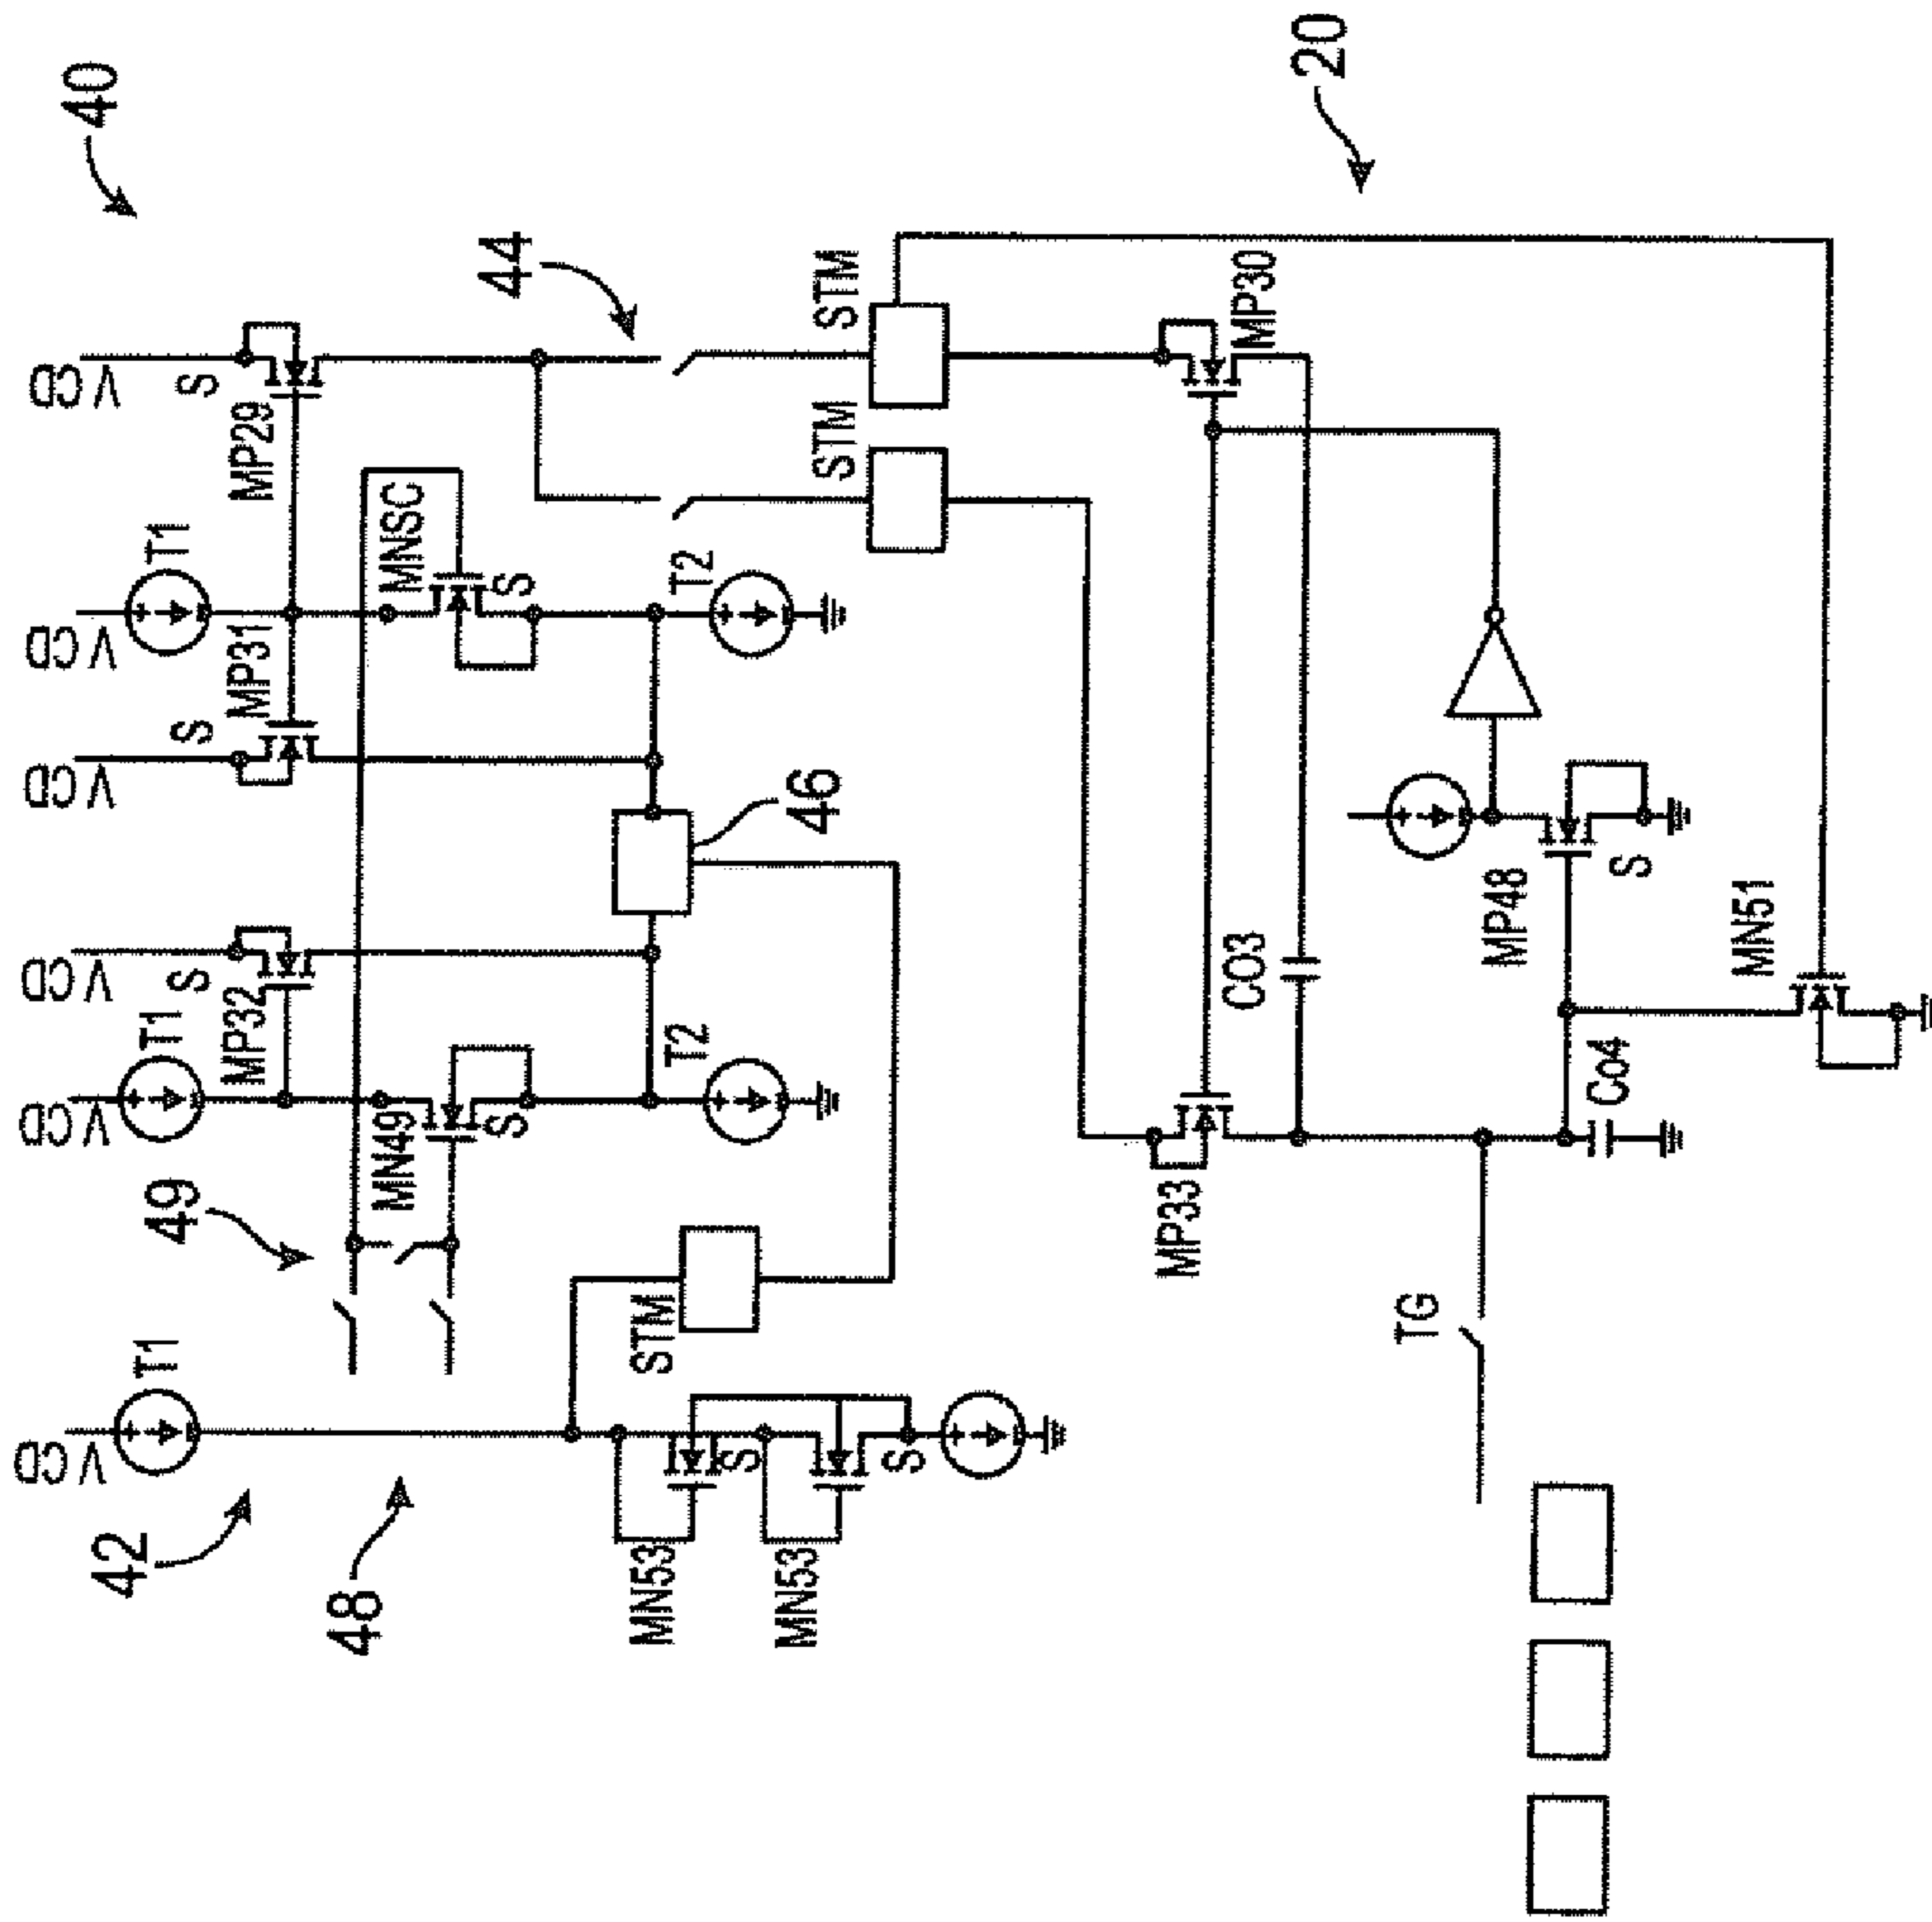 40
20
V CD
V CD
V CD
V CD
V CD
V CD
S
MP29
T1
S
MP31
S
MP32
T1
T1
42
44
MNSC
S
T2
46
49
MN49
S
T2
48
STM
STM
STM
MN53
S
MN53
S
MP30
MP33
CO3
TG
MP48
S
Co4
MN51